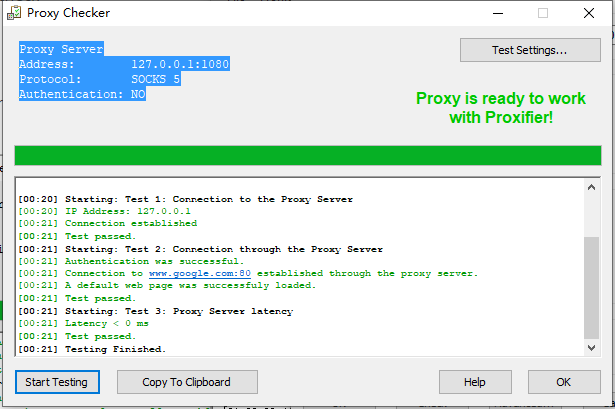 Proxy Checker
Proxy Server
Address: 127.0.0.1:1080
Protocol: SOCKS 5
Authentication: NO
Test Settings...
Proxy is ready to work
with Proxifier!
[00:20] Starting: Test 1: Connection to the Proxy Server
[00:20] IP Address: 127.0.0.1
[00:21] Connection established
[00:21] Test passed.
[00:21] Starting: Test 2: Connection through the Proxy Server
[00:21] Authentication was successful.
[00:21] Connection to www.google.com:80 established through the proxy server.
[00:21] A default web page was successfuly loaded.
[00:21] Test passed.
[00:21] Starting: Test 3: Proxy Server latency
[00:21] Latency < 0 ms
[00:21] Test passed.
[00:21] Testing Finished.
Start Testing
Copy To Clipboard
Help
OK